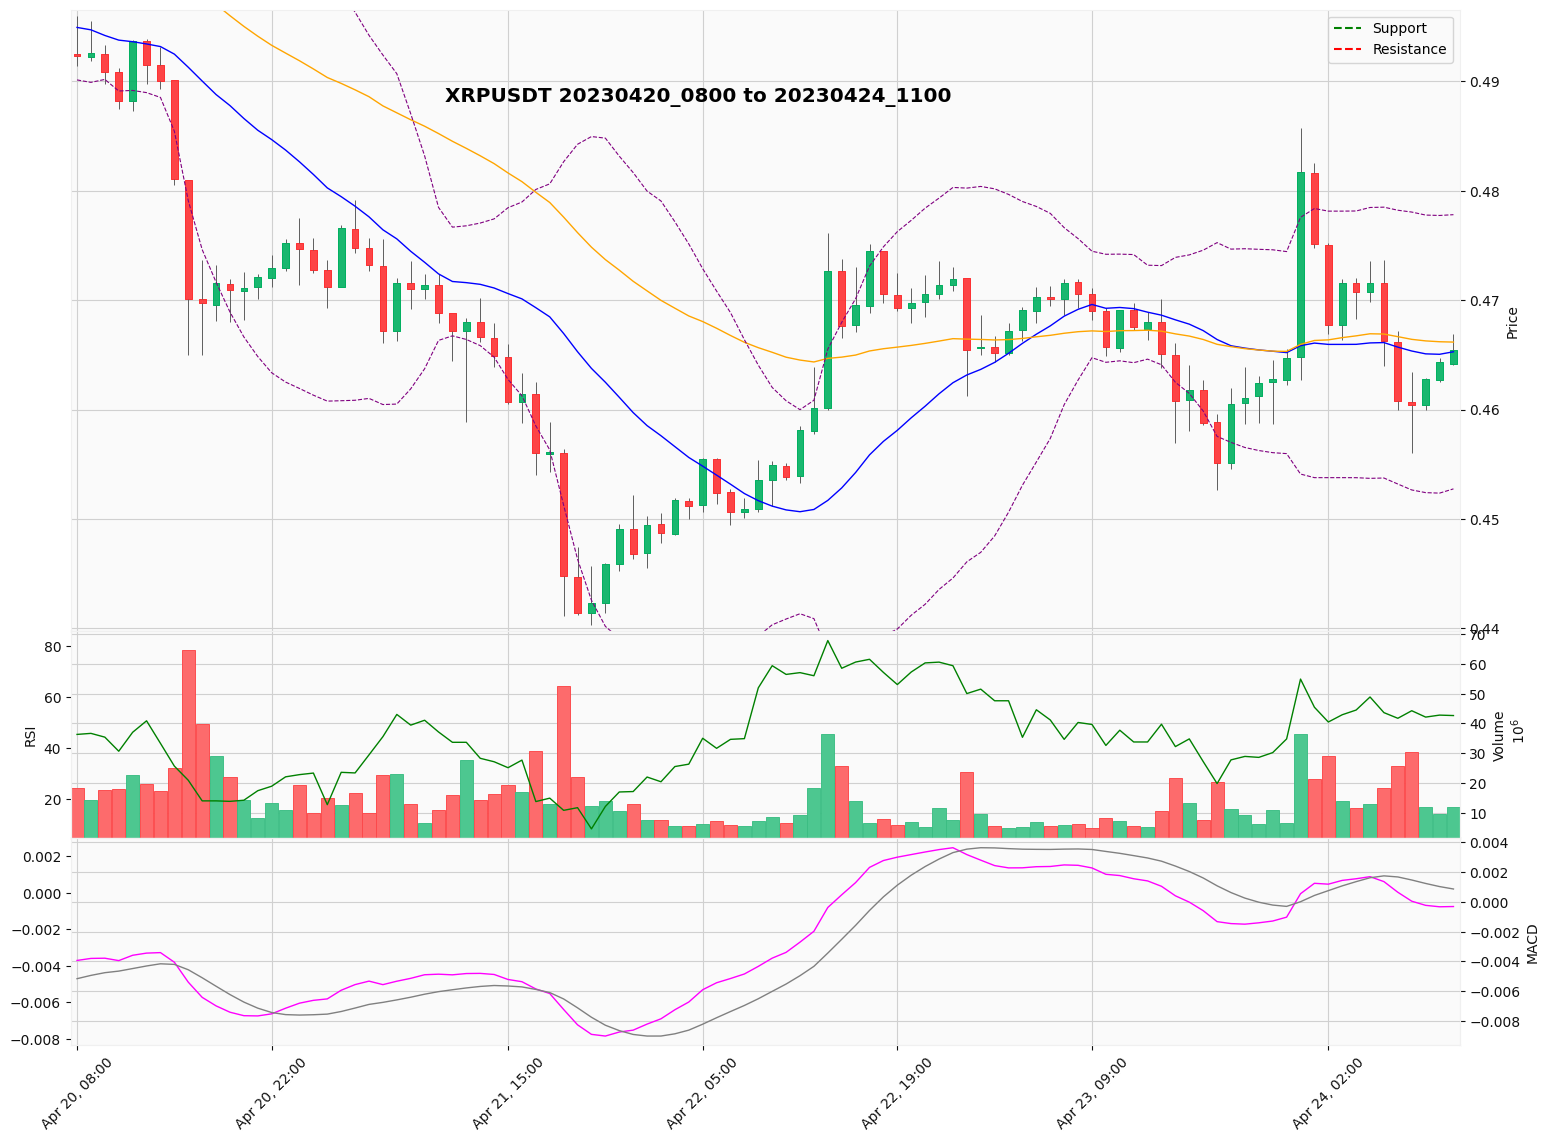 Support
Resistance
XRPUSDT 20230420_0800 to 20230424_1100
0.49
0.48
0.47
0.46
0.45
0.44
Price
80
60
40
20
RSI
70
60
50
40
30
20
10
Volume
10^6
0.002
0.000
−0.002
−0.004
−0.006
−0.008
0.004
0.002
0.000
−0.002
−0.004
−0.006
−0.008
MACD
Apr 20, 08:00
Apr 20, 22:00
Apr 21, 15:00
Apr 22, 05:00
Apr 22, 19:00
Apr 23, 09:00
Apr 24, 02:00